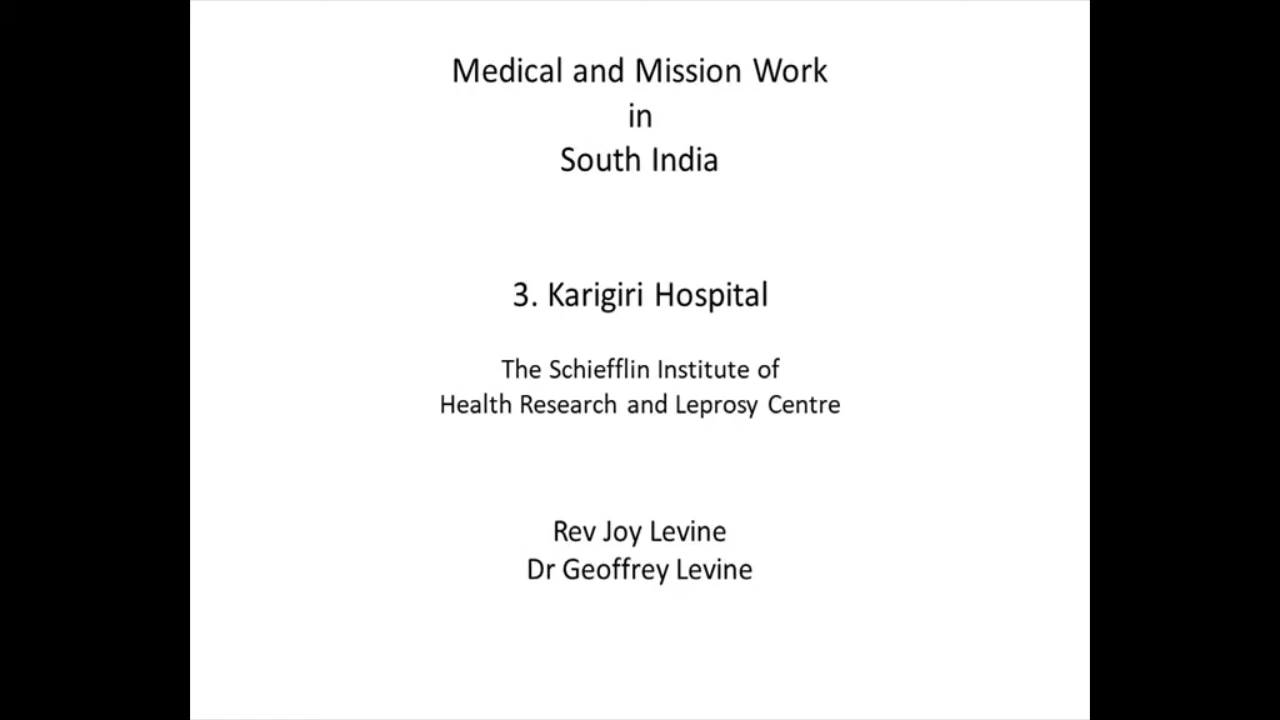 Medical and Mission Work
in
South India
3. Karigiri Hospital
The Schiefflin Institute of
Health Research and Leprosy Centre
Rev Joy Levine
Dr Geoffrey Levine